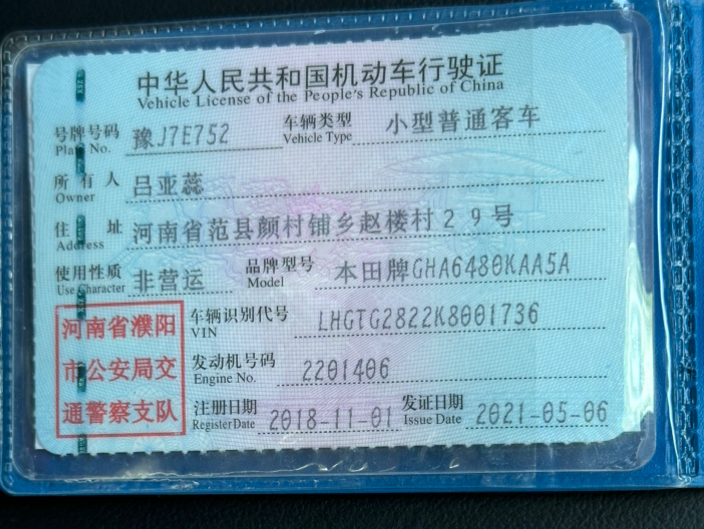 中华人民共和国机动车行驶证
Vehicle License of the People's Republic of China
号牌号码 豫J7E752 车辆类型 小型普通客车
Plate No. Vehicle Type
所有人 吕亚蕊
Owner
住址 河南省范县颜村铺乡赵楼村29号
Address
使用性质 非营运 品牌型号 本田牌GHA6480KAA5A
Use Character Model
河南省濮阳
市公安局交
通警察支队
车辆识别代号 LHGTG2822K8001736
VIN
发动机号码 2201406
Engine No.
注册日期 2018-11-01 发证日期 2021-05-06
Register Date Issue Date